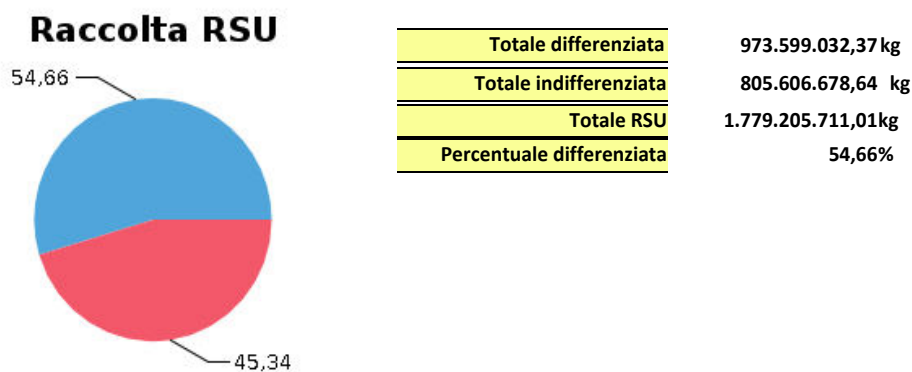 Raccolta RSU
54,66
45,34
Totale differenziata 973.599.032,37 kg
Totale indifferenziata 805.606.678,64 kg
Totale RSU 1.779.205.711,01kg
Percentuale differenziata 54,66%